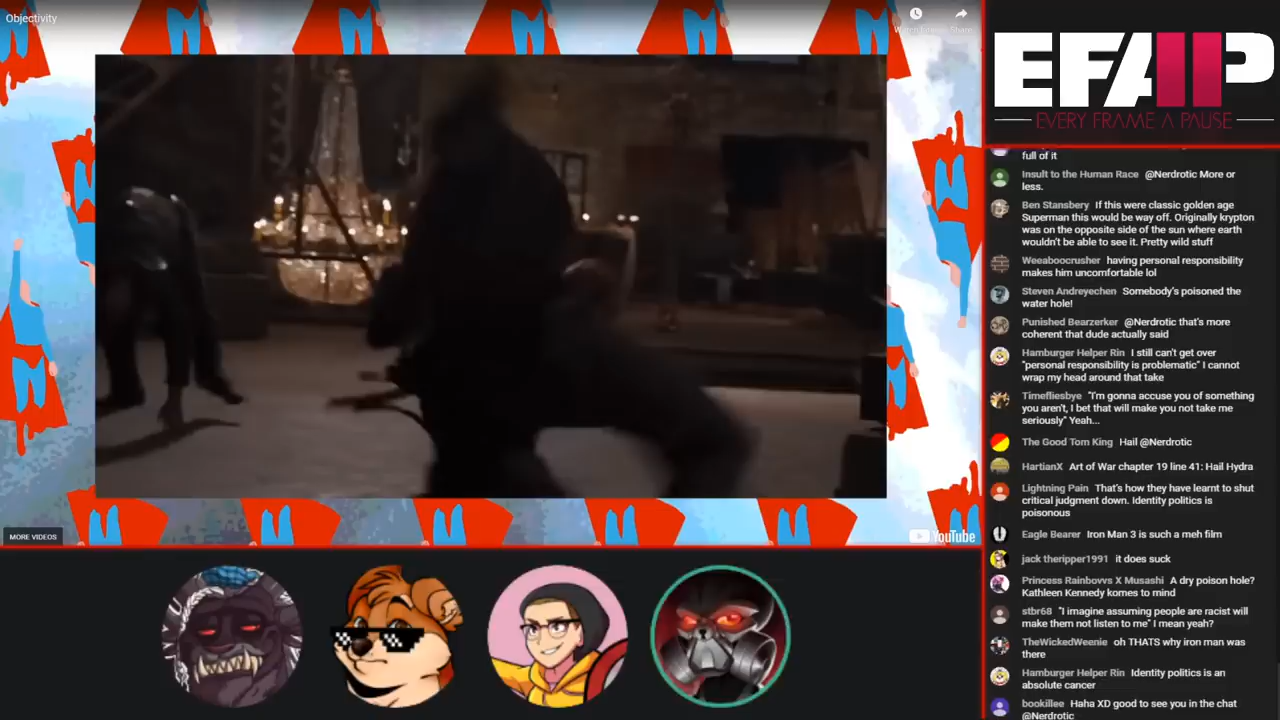 Objectivity
EFAP
EVERY FRAME A PAUSE
full of it
Insult to the Human Race @Nerdrotic More or
less.
Ben Stansbery If this were classic golden age
Superman this would be way off. Originally krypton
was on the opposite side of the sun where earth
wouldn't be able to see it. Pretty wild stuff
Weeaboocrusher having personal responsibility
makes him uncomfortable lol
Steven Andreyechen Somebody's poisoned the
water hole!
Punished Bearzerker @Nerdrotic that's more
coherent that dude actually said
Hamburger Helper Rin I still can't get over
"personal responsibility is problematic" I cannot
wrap my head around that take
Timefliesbye "I'm gonna accuse you of something
you aren't, I bet that will make you not take me
seriously" Yeah...
The Good Tom King Hail @Nerdrotic
HartianX Art of War chapter 19 line 41: Hail Hydra
Lightning Pain That's how they have learnt to shut
critical judgment down. Identity politics is
poisonous
Eagle Bearer Iron Man 3 is such a meh film
jack theripper1991 it does suck
Princess Rainbovvs X Musashi A dry poison hole?
Kathleen Kennedy komes to mind
stbr68 "I imagine assuming people are racist will
make them not listen to me" I mean yeah?
TheWickedWeenie oh THATS why iron man was
there
Hamburger Helper Rin Identity politics is an
absolute cancer
bookillee Haha XD good to see you in the chat
@Nerdrotic
MORE VIDEOS
YouTube